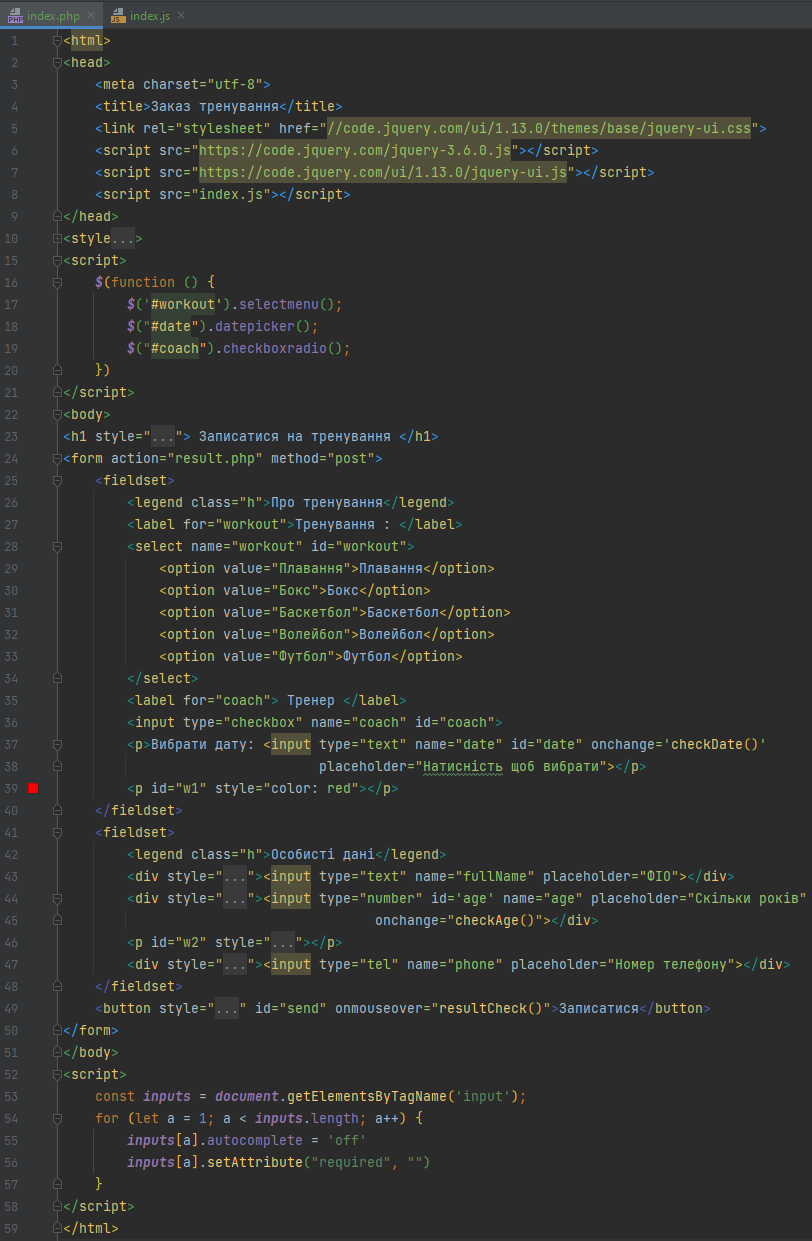 index.php × index.js ×
1 <html>
2 <head>
3 <meta charset="utf-8">
4 <title>Заказ тренування</title>
5 <link rel="stylesheet" href="//code.jquery.com/ui/1.13.0/themes/base/jquery-ui.css">
6 <script src="https://code.jquery.com/jquery-3.6.0.js"></script>
7 <script src="https://code.jquery.com/ui/1.13.0/jquery-ui.js"></script>
8 <script src="index.js"></script>
9 </head>
10 <style...>
15 <script>
16 $(function () {
17 $('#workout').selectmenu();
18 $("#date").datepicker();
19 $("#coach").checkboxradio();
20 })
21 </script>
22 <body>
23 <h1 style="..."> Записатися на тренування </h1>
24 <form action="result.php" method="post">
25 <fieldset>
26 <legend class="h">Про тренування</legend>
27 <label for="workout">Тренування : </label>
28 <select name="workout" id="workout">
29 <option value="Плавання">Плавання</option>
30 <option value="Бокс">Бокс</option>
31 <option value="Баскетбол">Баскетбол</option>
32 <option value="Волейбол">Волейбол</option>
33 <option value="Футбол">Футбол</option>
34 </select>
35 <label for="coach"> Тренер </label>
36 <input type="checkbox" name="coach" id="coach">
37 <p>Вибрати дату: <input type="text" name="date" id="date" onchange='checkDate()'
38 placeholder="Натисність щоб вибрати"></p>
39 <p id="w1" style="color: red"></p>
40 </fieldset>
41 <fieldset>
42 <legend class="h">Особисті дані</legend>
43 <div style="..."><input type="text" name="fullName" placeholder="ФІО"></div>
44 <div style="..."><input type="number" id='age' name="age" placeholder="Скільки років"
45 onchange="checkAge()"></div>
46 <p id="w2" style="..."></p>
47 <div style="..."><input type="tel" name="phone" placeholder="Номер телефону"></div>
48 </fieldset>
49 <button style="..." id="send" onmouseover="resultCheck()">Записатися</button>
50 </form>
51 </body>
52 <script>
53 const inputs = document.getElementsByTagName('input');
54 for (let a = 1; a < inputs.length; a++) {
55 inputs[a].autocomplete = 'off'
56 inputs[a].setAttribute("required", "")
57 }
58 </script>
59 </html>